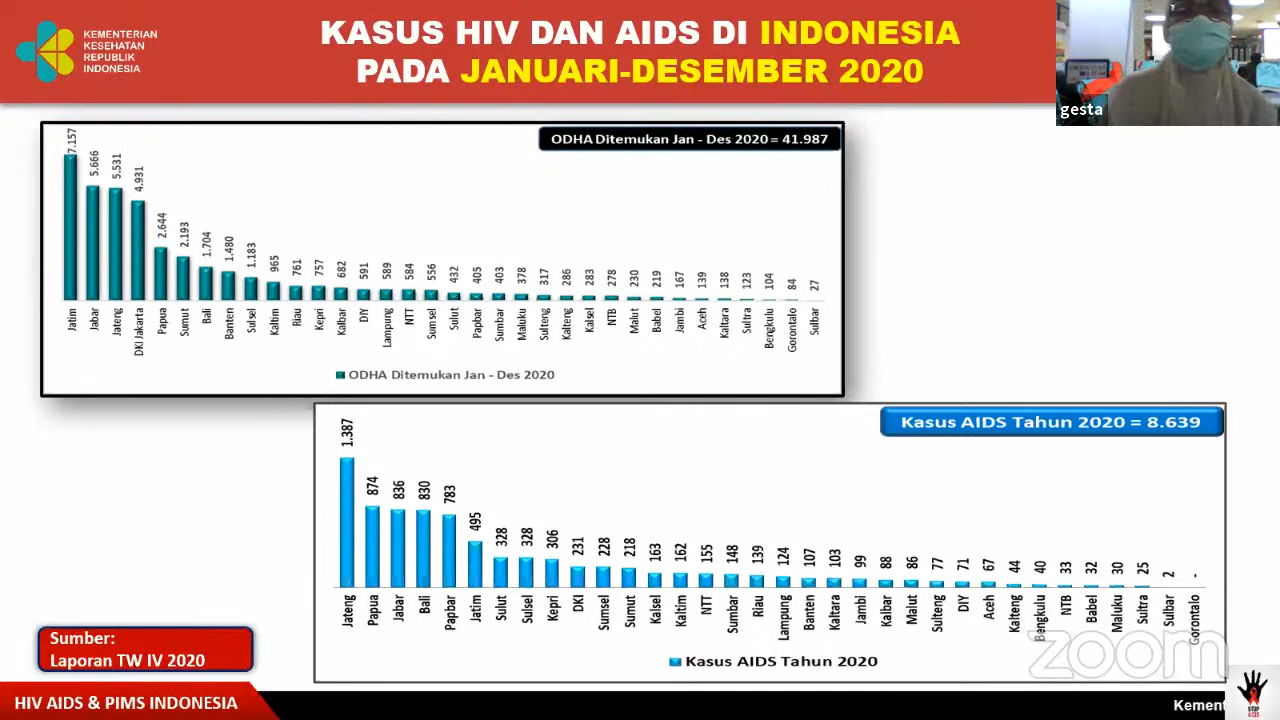 KEMENTERIAN
KESEHATAN
REPUBLIK
INDONESIA
KASUS HIV DAN AIDS DI INDONESIA
PADA JANUARI-DESEMBER 2020
gesta
ODHA Ditemukan Jan - Des 2020 = 41.987
7.157 5.666 5.531 4.931 2.644 2.193 1.704 1.480 1.183 965 761 757 682 591 589 584 556 432 405 403 378 317 286 283 278 230 219 167 139 138 123 104 84 27
Jatim Jabar Jateng DKI Jakarta Papua Sumut Bali Banten Sulsel Kaltim Riau Kepri Kalbar DIY Lampung NTT Sumsel Sulut Papbar Sumbar Maluku Sulteng Kalteng Kalsel NTB Malut Babel Jambi Aceh Kaltara Sultra Bengkulu Gorontalo Sulbar
ODHA Ditemukan Jan - Des 2020
Kasus AIDS Tahun 2020 = 8.639
1.387 874 836 830 783 495 328 328 306 231 228 218 163 162 155 148 139 124 107 103 99 88 86 77 71 67 44 40 33 32 30 25 2 -
Jateng Papua Jabar Bali Papbar Jatim Sulut Sulsel Kepri DKI Sumsel Sumut Kalsel Kaltim NTT Sumbar Riau Lampung Banten Kaltara Jambi Kalbar Malut Sulteng DIY Aceh Kalteng Bengkulu NTB Babel Maluku Sultra Sulbar Gorontalo
Kasus AIDS Tahun 2020
Sumber:
Laporan TW IV 2020
zoom
HIV AIDS & PIMS INDONESIA
Kement
STOP
AIDS